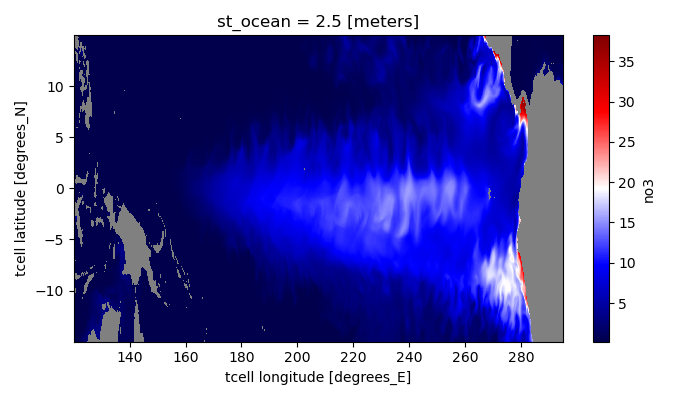 st_ocean = 2.5 [meters]
10
5
0
−5
−10
tcell latitude [degrees_N]
140 160 180 200 220 240 260 280
tcell longitude [degrees_E]
35
30
25
20
15
10
5
no3